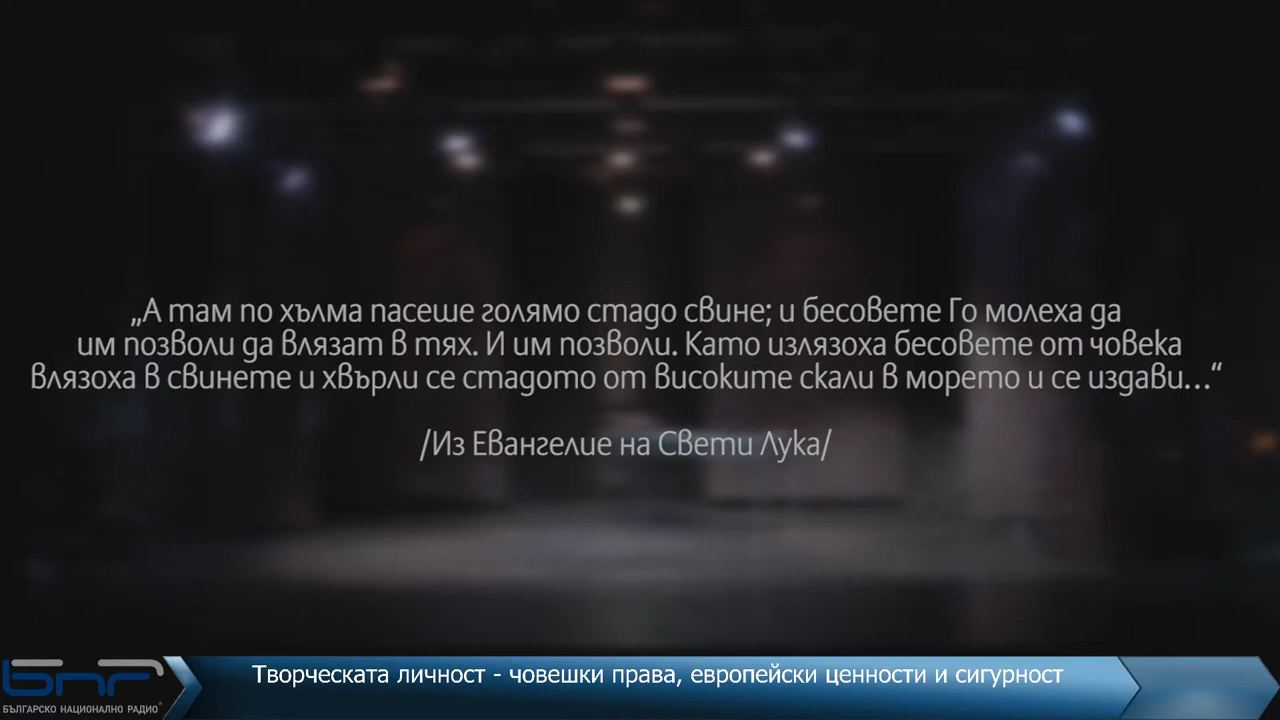 „А там по хълма пасеше голямо стадо свине; и бесовете Го молеха да
им позволи да влязат в тях. И им позволи. Като излязоха бесовете от човека
влязоха в свинете и хвърли се стадото от високите скали в морето и се издави...“
/Из Евангелие на Свети Лука/
Творческата личност - човешки права, европейски ценности и сигурност
бнр
БЪЛГАРСКО НАЦИОНАЛНО РАДИО®